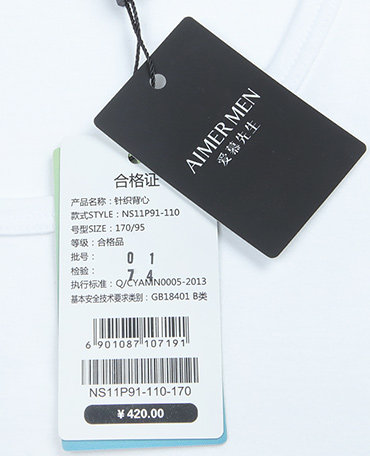 AIMER MEN
爱慕先生
合格证
产品名称：针织背心
款式STYLE：NS11P91-110
号型SIZE：170/95
等级：合格品
批号：0 1
检验：7 4
执行标准：Q/CYAMN0005-2013
基本安全技术要求类别：GB18401 B类
6 901087 107191
NS11P91-110-170
¥420.00